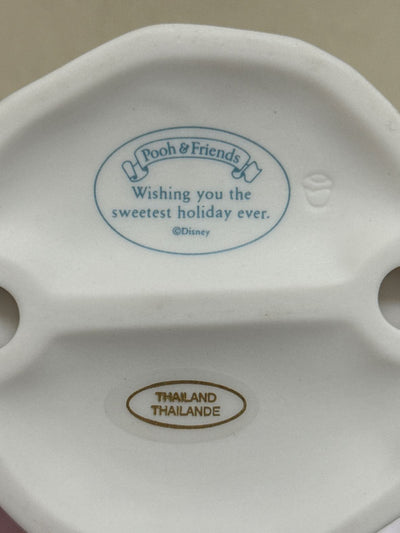 Pooh & Friends
Wishing you the
sweetest holiday ever.
©Disney
THAILAND
THAILANDE